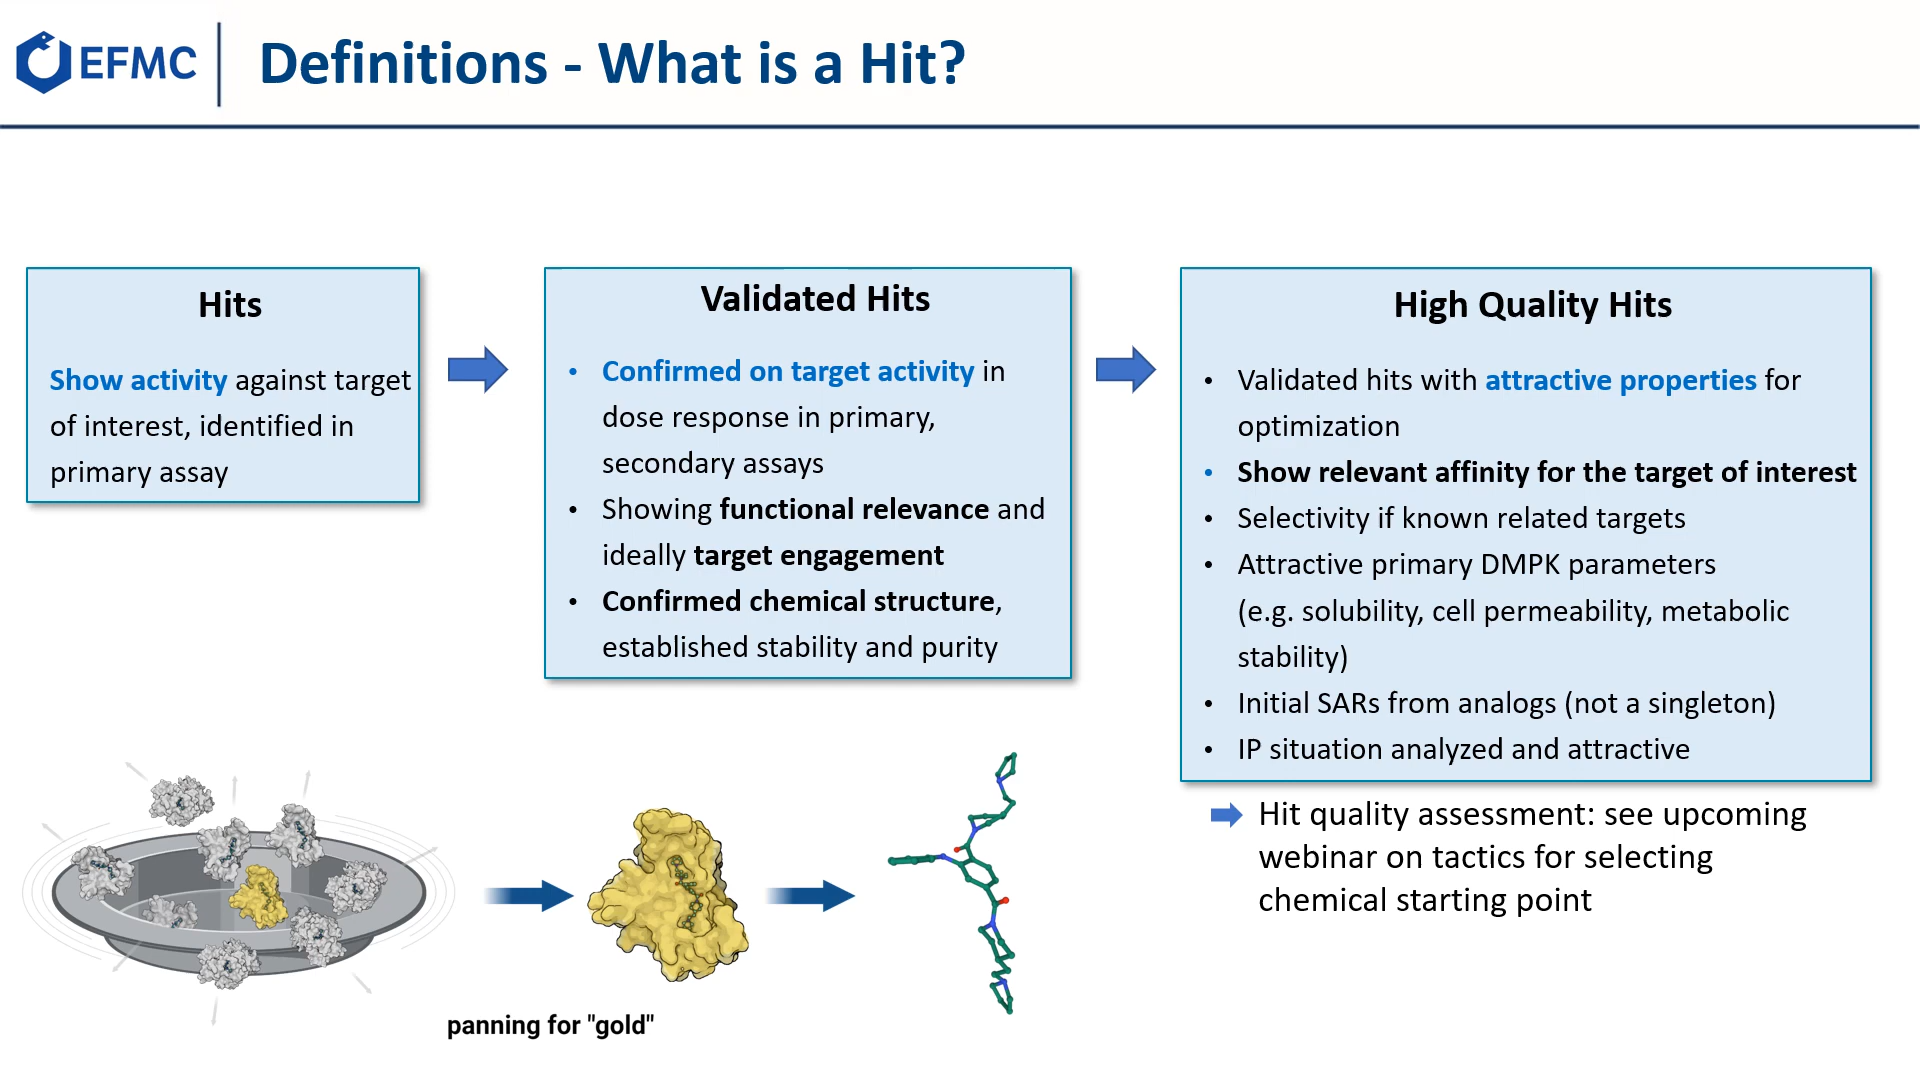 EFMC
Definitions - What is a Hit?
Hits
Show activity against target
of interest, identified in
primary assay
Validated Hits
• Confirmed on target activity in
dose response in primary,
secondary assays
• Showing functional relevance and
ideally target engagement
• Confirmed chemical structure,
established stability and purity
High Quality Hits
• Validated hits with attractive properties for
optimization
• Show relevant affinity for the target of interest
• Selectivity if known related targets
• Attractive primary DMPK parameters
(e.g. solubility, cell permeability, metabolic
stability)
• Initial SARs from analogs (not a singleton)
• IP situation analyzed and attractive
Hit quality assessment: see upcoming
webinar on tactics for selecting
chemical starting point
panning for "gold"